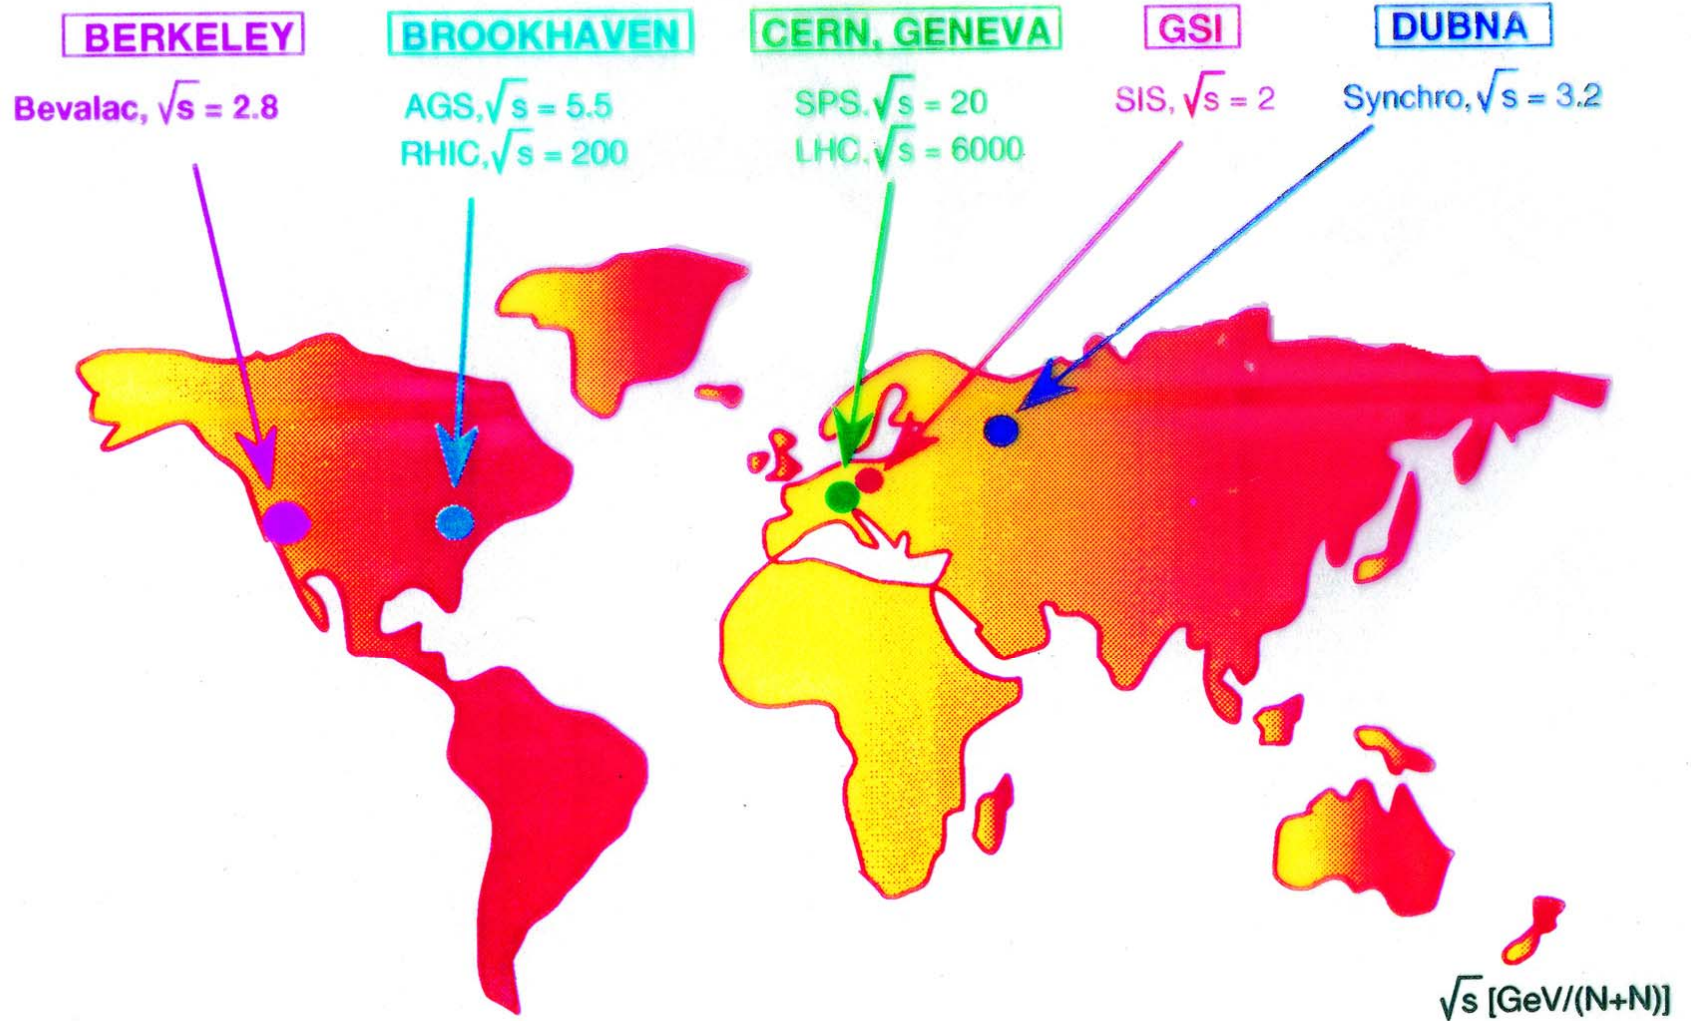 BERKELEY
Bevalac, √s = 2.8
BROOKHAVEN
AGS,√s = 5.5
RHIC,√s = 200
CERN, GENEVA
SPS.√s = 20
LHC.√s = 6000
GSI
SIS, √s = 2
DUBNA
Synchro,√s = 3.2
√s [GeV/(N+N)]